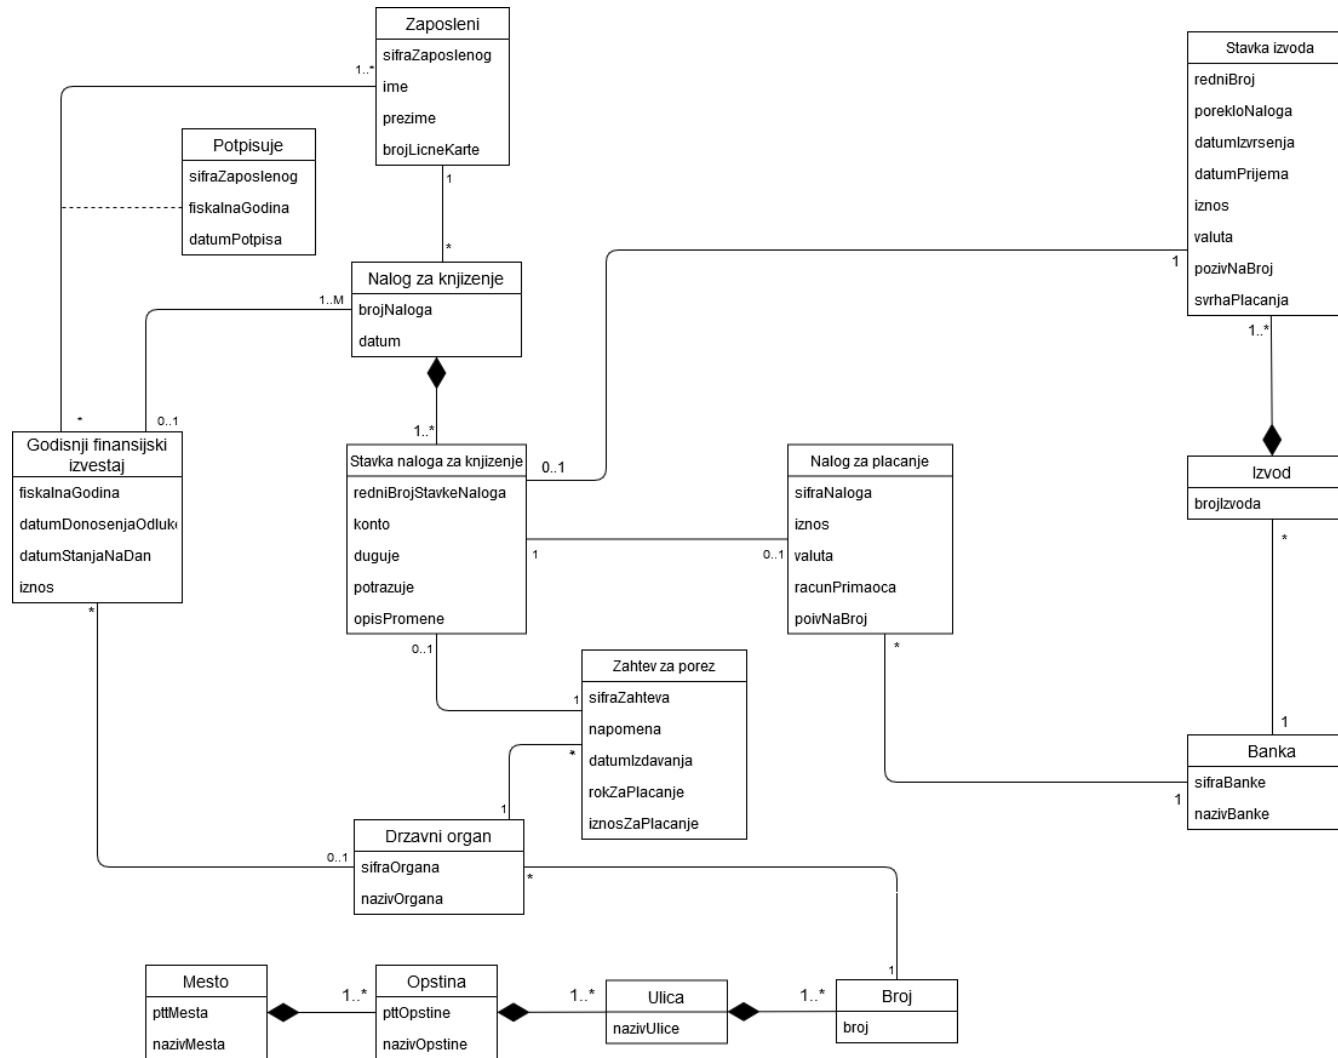 Zaposleni
sifraZaposlenog
ime
prezime
brojLicneKarte
1..*
1
*
Potpisuje
sifraZaposlenog
fiskalnaGodina
datumPotpisa
Stavka izvoda
redniBroj
porekloNaloga
datumIzvrsenja
datumPrijema
iznos
valuta
pozivNaBroj
svrhaPlacanja
1
1..*
Nalog za knjizenje
brojNaloga
datum
1..M
0..1
*
1..*
Godisnji finansijski
izvestaj
fiskalnaGodina
datumDonosenjaOdluke
datumStanjaNaDan
iznos
*
Stavka naloga za knjizenje
redniBrojStavkeNaloga
konto
duguje
potrazuje
opisPromene
0..1
1
0..1
0..1
Nalog za placanje
sifraNaloga
iznos
valuta
racunPrimaoca
poivNaBroj
*
Izvod
brojIzvoda
*
1
Zahtev za porez
sifraZahteva
napomena
datumIzdavanja
rokZaPlacanje
iznosZaPlacanje
1
*
Banka
sifraBanke
nazivBanke
1
Drzavni organ
sifraOrgana
nazivOrgana
1
0..1
*
1
Mesto
pttMesta
nazivMesta
1..*
Opstina
pttOpstine
nazivOpstine
1..*
Ulica
nazivUlice
1..*
Broj
broj